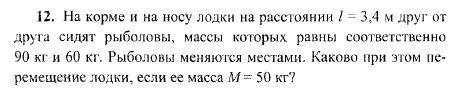 12. На корме и на носу лодки на расстоянии l = 3,4 м друг от
друга сидят рыболовы, массы которых равны соответственно
90 кг и 60 кг. Рыболовы меняются местами. Каково при этом пе-
ремещение лодки, если ее масса М = 50 кг?